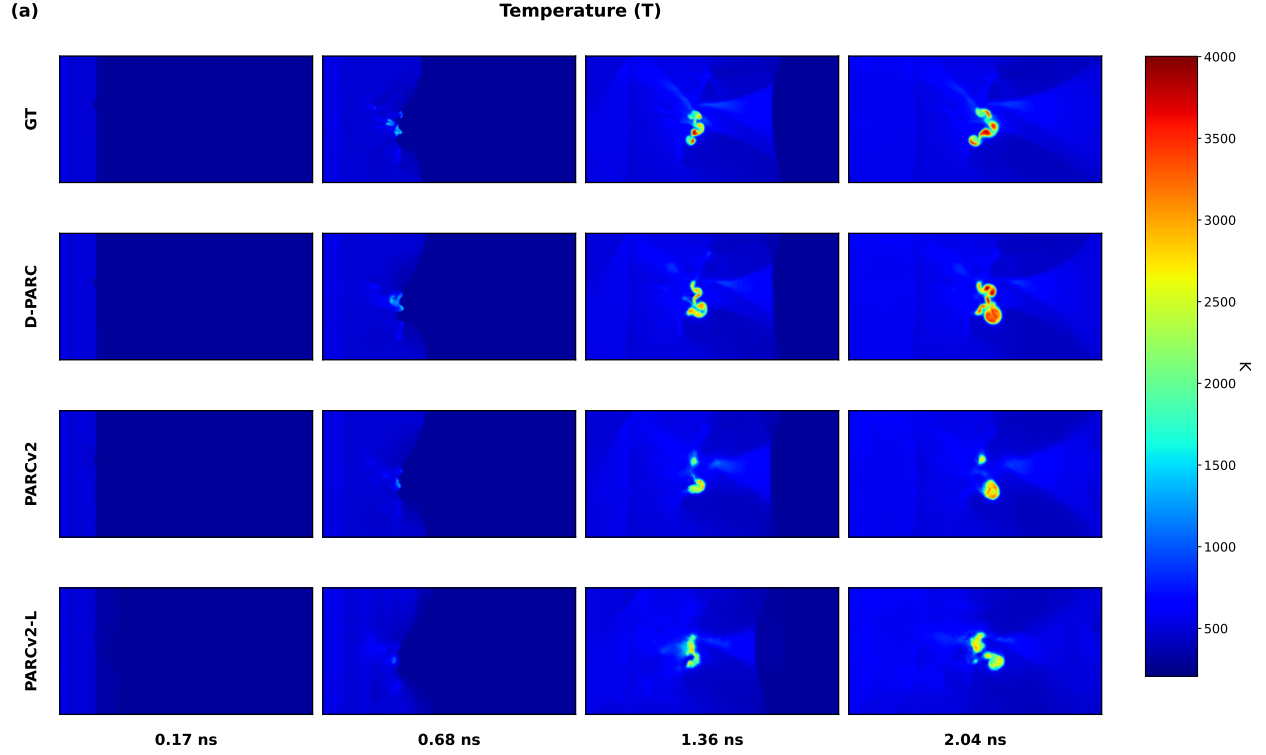 (a)
Temperature (T)
GT
D-PARC
PARCv2
PARCv2-L
0.17 ns
0.68 ns
1.36 ns
2.04 ns
4000
3500
3000
2500
2000
1500
1000
500
K